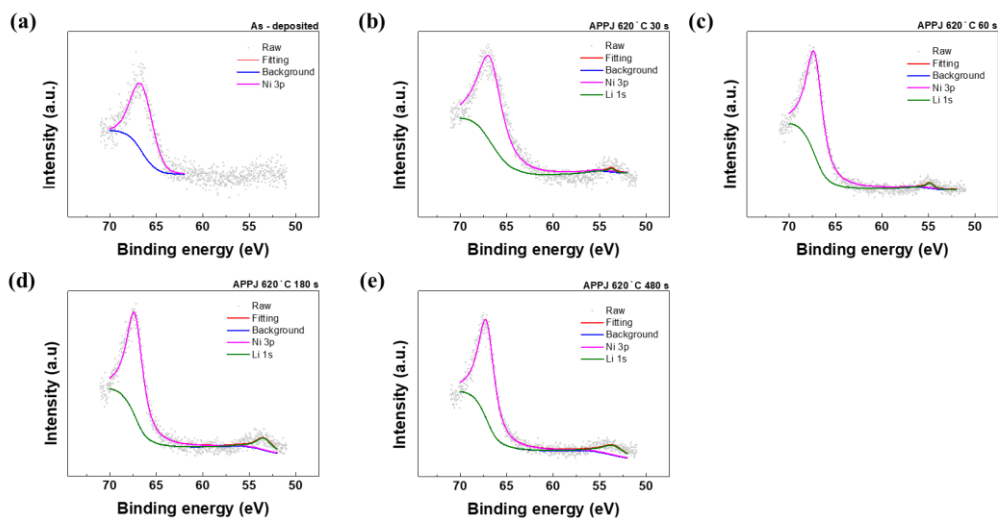 (a)
As - deposited
Raw
Fitting
Background
Ni 3p
Intensity (a.u.)
70 65 60 55 50
Binding energy (eV)
(b)
APPJ 620°C 30 s
Raw
Fitting
Background
Ni 3p
Li 1s
Intensity (a.u.)
70 65 60 55 50
Binding energy (eV)
(c)
APPJ 620°C 60 s
Raw
Fitting
Background
Ni 3p
Li 1s
Intensity (a.u.)
70 65 60 55 50
Binding energy (eV)
(d)
APPJ 620°C 180 s
Raw
Fitting
Background
Ni 3p
Li 1s
Intensity (a.u)
70 65 60 55 50
Binding energy (eV)
(e)
APPJ 620°C 480 s
Raw
Fitting
Background
Ni 3p
Li 1s
Intensity (a.u.)
70 65 60 55 50
Binding energy (eV)